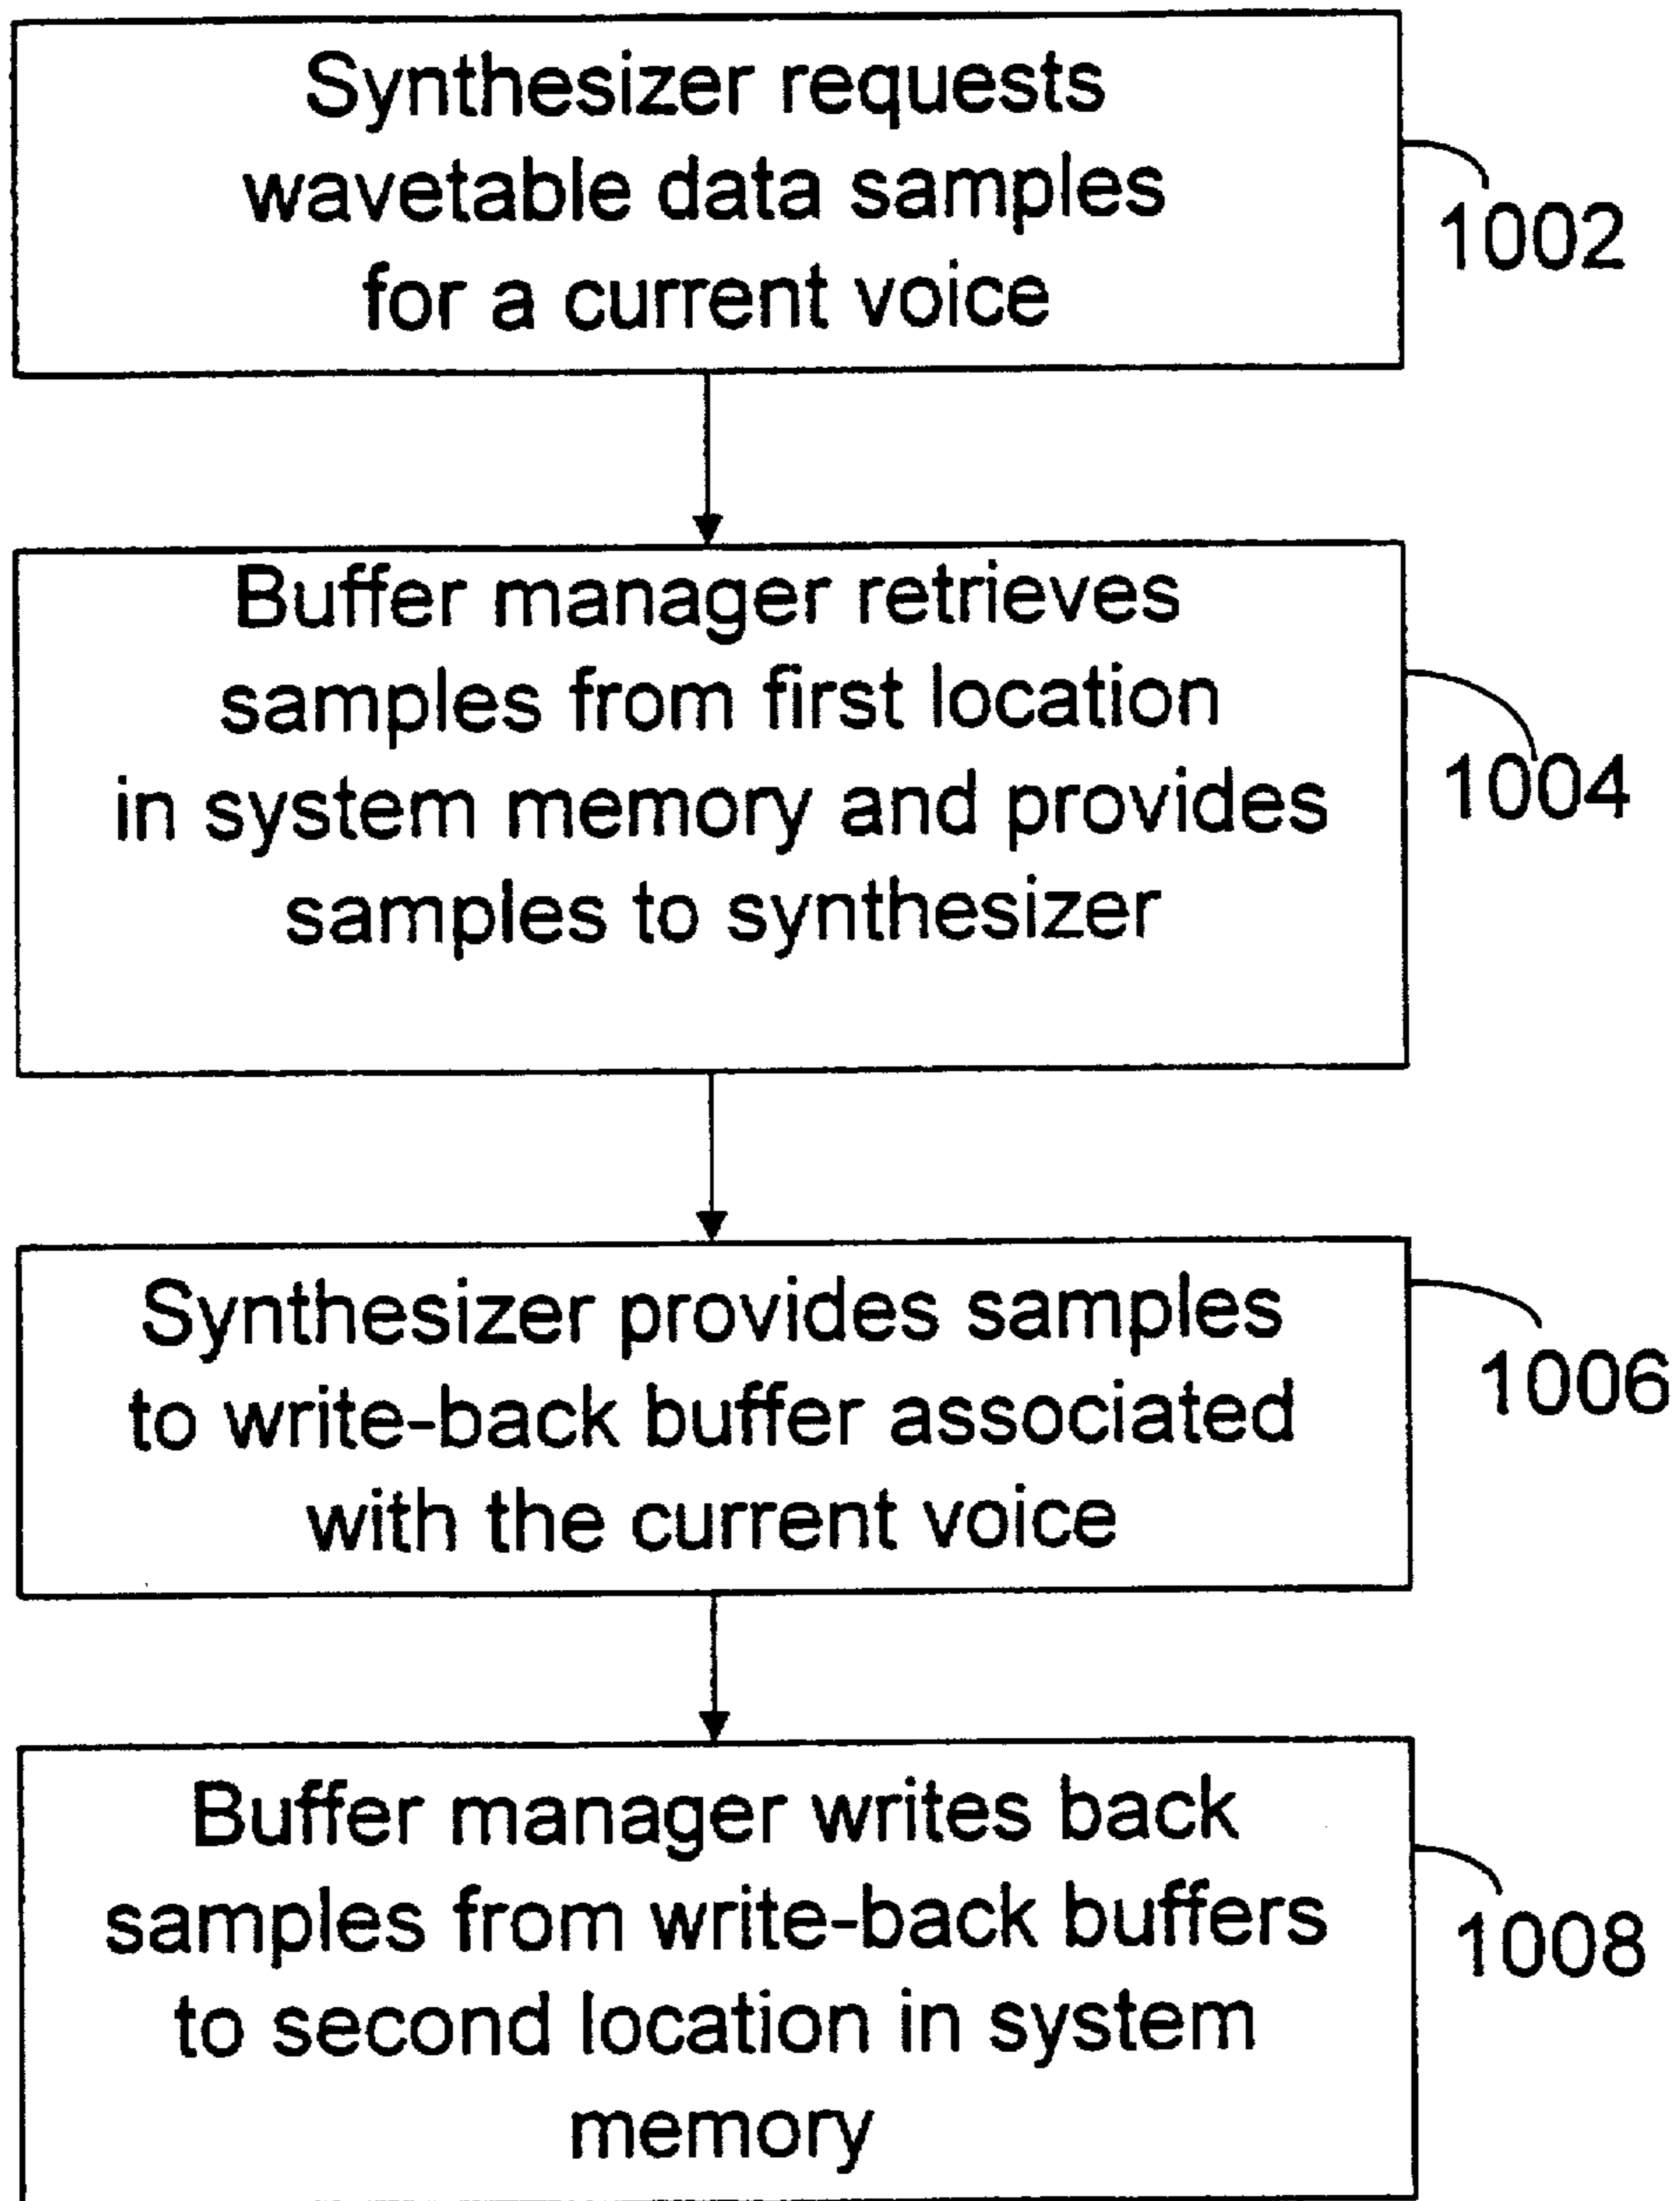 Synthesizer requests
wavetable data samples
for a current voice
1002
Buffer manager retrieves
samples from first location
in system memory and provides
samples to synthesizer
1004
Synthesizer provides samples
to write-back buffer associated
with the current voice
1006
Buffer manager writes back
samples from write-back buffers
to second location in system
memory
1008